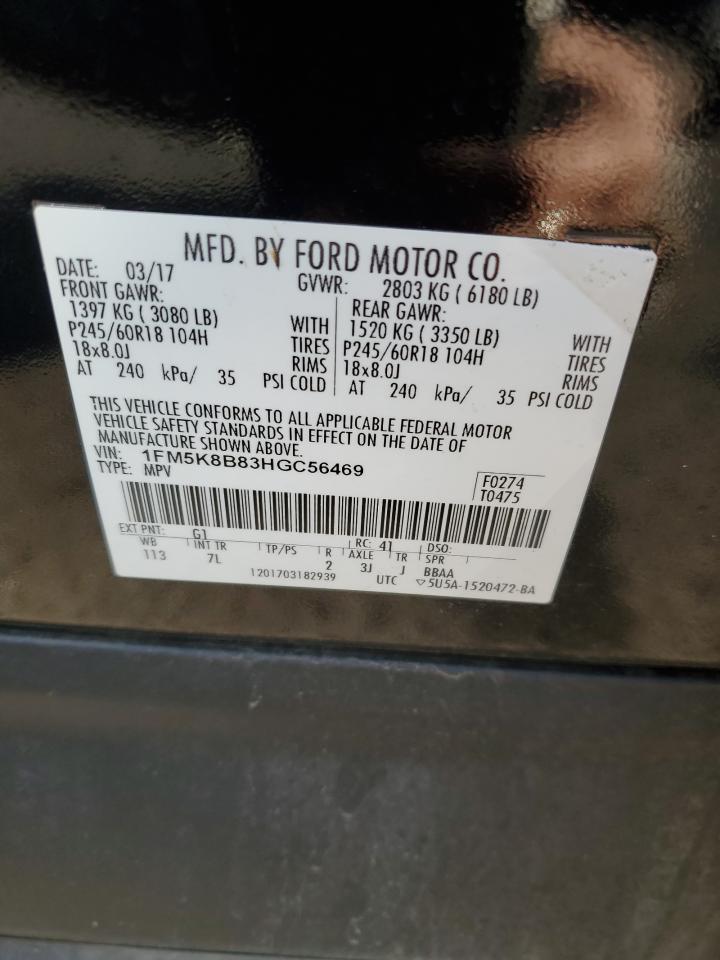 MFD. BY FORD MOTOR CO.
DATE: 03/17 GVWR: 2803 KG ( 6180 LB)
FRONT GAWR: REAR GAWR:
1397 KG ( 3080 LB) WITH 1520 KG ( 3350 LB) WITH
P245/60R18 104H TIRES P245/60R18 104H TIRES
18x8.0J RIMS 18x8.0J RIMS
AT 240 kPa/ 35 PSI COLD AT 240 kPa/ 35 PSI COLD
THIS VEHICLE CONFORMS TO ALL APPLICABLE FEDERAL MOTOR
VEHICLE SAFETY STANDARDS IN EFFECT ON THE DATE OF
MANUFACTURE SHOWN ABOVE.
VIN: 1FM5K8B83HGC56469 F0274
TYPE: MPV T0475
EXT PNT: G1 RC: 41 DSO:
WB INT TR TP/PS R AXLE TR SPR
113 7L 2 3J J BBAA
1201703182939 UTC ▽5U5A-1520472-BA